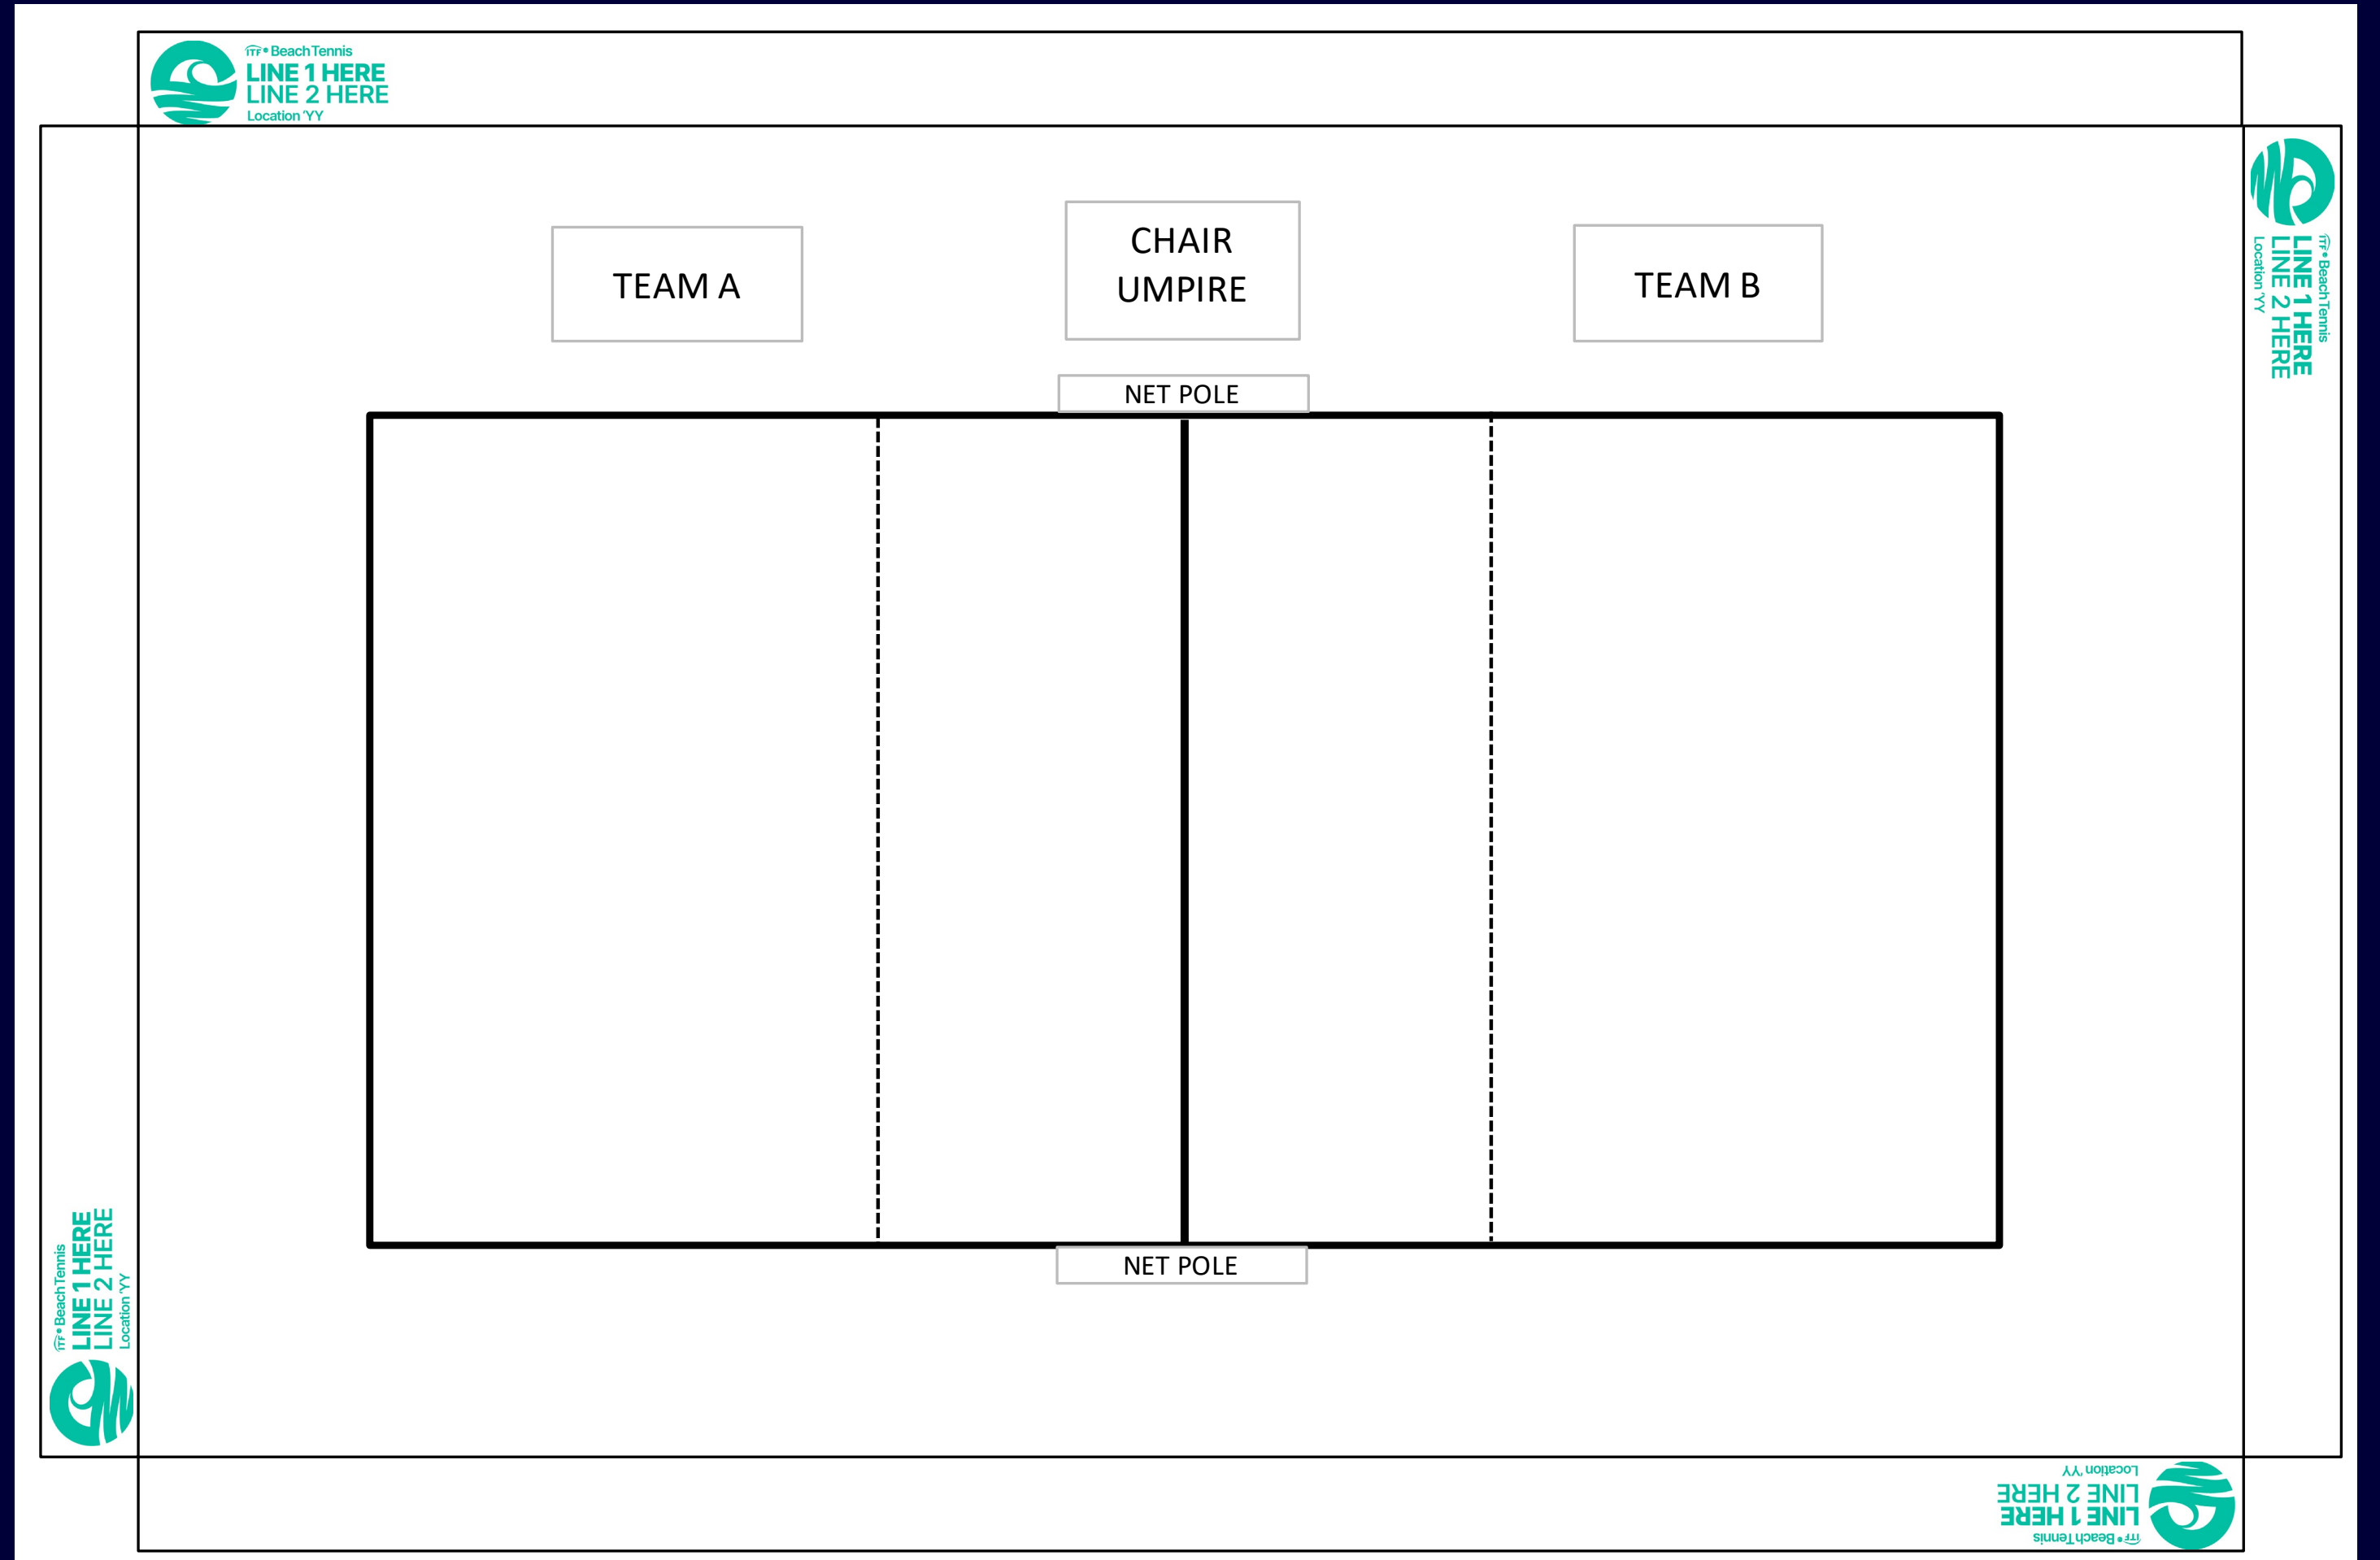 ITF • Beach Tennis
LINE 1 HERE
LINE 2 HERE
Location 'YY
ITF • Beach Tennis
LINE 1 HERE
LINE 2 HERE
Location 'YY
TEAM A
CHAIR
UMPIRE
TEAM B
NET POLE
NET POLE
ITF • Beach Tennis
LINE 1 HERE
LINE 2 HERE
Location 'YY
ITF • Beach Tennis
LINE 1 HERE
LINE 2 HERE
Location 'YY